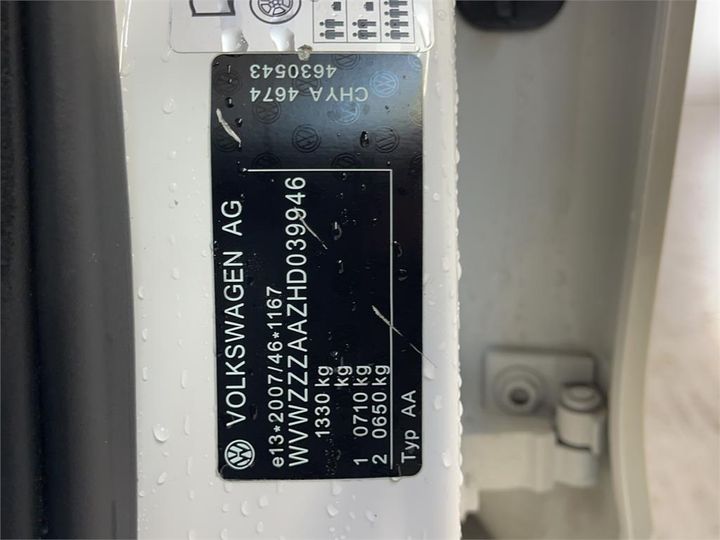 VOLKSWAGEN AG
e13*2007/46*1167
WVWZZZAAZHD039946
1330 kg
kg
1 0710 kg
2 0650 kg
Typ AA
CHYA 4674
4630543